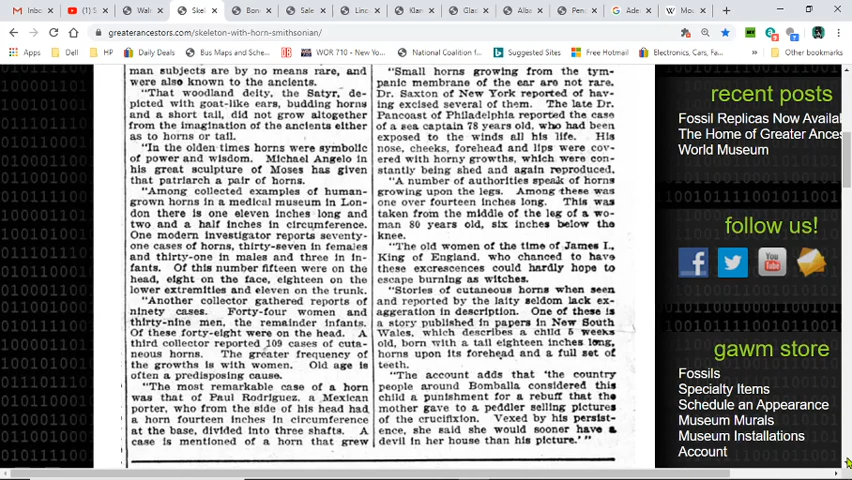 Inbo
(1) S
Wale
Skel
Bon
Sale
Linc
Klan
Glac
Alba
Pen
Ade
Moc
greaterancestors.com/skeleton-with-horn-smithsonian/
Apps
Dell
HP
Daily Deals
Bus Maps and Sche...
WOR 710 - New Yo...
National Coalition f...
Suggested Sites
Free Hotmail
Electronics, Cars, Fa...
man subjects are by no means rare, and
were also known to the ancients.
"That woodland deity, the Satyr, de-
picted with goat-like ears, budding horns
and a short tail, did not grow altogether
from the imagination of the ancients either
as to horns or tail.
"In the olden times horns were symbolic
of power and wisdom. Michael Angelo in
his great sculpture of Moses has given
that patriarch a pair of horns.
"Among collected examples of human-
grown horns in a medical museum in Lon-
don there is one eleven inches long and
two and a half inches in circumference.
One modern investigator reports seventy-
one cases of horns, thirty-seven in females
and thirty-one in males and three in in-
fants. Of this number fifteen were on the
head, eight on the face, eighteen on the
lower extremities and eleven on the trunk.
"Another collector gathered reports of
ninety cases. Forty-four women and
thirty-nine men, the remainder infants.
Of these forty-eight were on the head. A
third collector reported 109 cases of cuta-
neous horns. The greater frequency of
the growths is with women. Old age is
often a predisposing cause.
"The most remarkable case of a horn
was that of Paul Rodriguez, a Mexican
porter, who from the side of his head had
a horn fourteen inches in circumference
at the base, divided into three shafts. A
case is mentioned of a horn that grew
"Small horns growing from the tym-
panic membrane of the ear are not rare.
Dr. Saxton of New York reported of hav-
ing excised several of them. The late Dr.
Pancoast of Philadelphia reported the case
of a sea captain 78 years old, who had been
exposed to the winds all his life. His
nose, cheeks, forehead and lips were cov-
ered with horny growths, which were con-
stantly being shed and again reproduced.
"A number of authorities speak of horns
growing upon the legs. Among these was
one over fourteen inches long. This was
taken from the middle of the leg of a wo-
man 80 years old, six inches below the
knee.
"The old women of the time of James I.,
King of England, who chanced to have
these excrescences could hardly hope to
escape burning as witches.
"Stories of cutaneous horns when seen
and reported by the laity seldom lack ex-
aggeration in description. One of these is
a story published in papers in New South
Wales, which describes a child 5 weeks
old, born with a tail eighteen inches long,
horns upon its forehead and a full set of
teeth.
"The account adds that 'the country
people around Bomballa considered this
child a punishment for a rebuff that the
mother gave to a peddler selling pictures
of the crucifixion. Vexed by his persist-
ence, she said she would sooner have a
devil in her house than his picture.'"
recent posts
Fossil Replicas Now Availa
The Home of Greater Ances
World Museum
follow us!
gawm store
Fossils
Specialty Items
Schedule an Appearance
Museum Murals
Museum Installations
Account